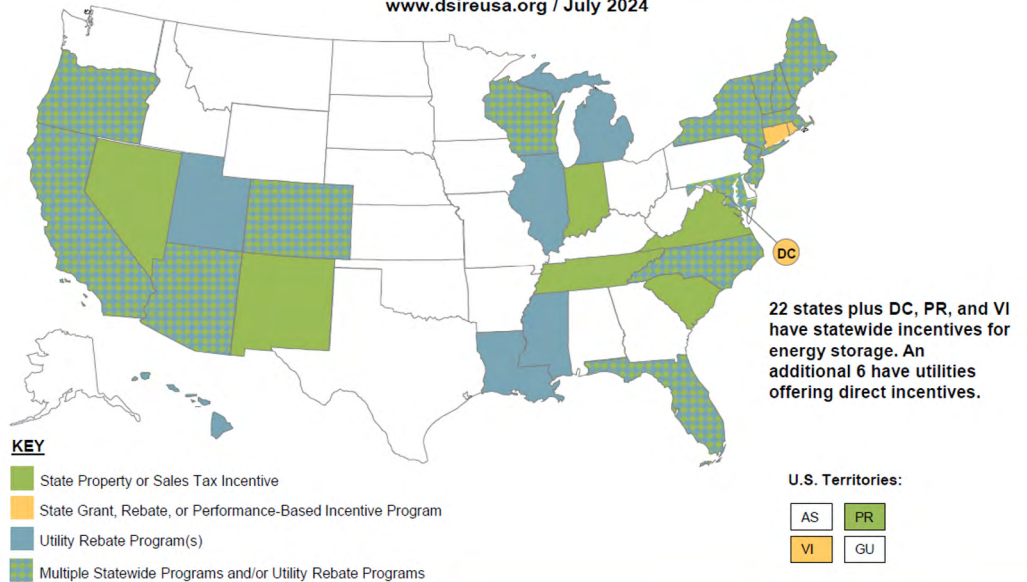 www.dsireusa.org / July 2024
DC
22 states plus DC, PR, and VI
have statewide incentives for
energy storage. An
additional 6 have utilities
offering direct incentives.
KEY
State Property or Sales Tax Incentive
State Grant, Rebate, or Performance-Based Incentive Program
Utility Rebate Program(s)
Multiple Statewide Programs and/or Utility Rebate Programs
U.S. Territories:
AS PR
VI GU